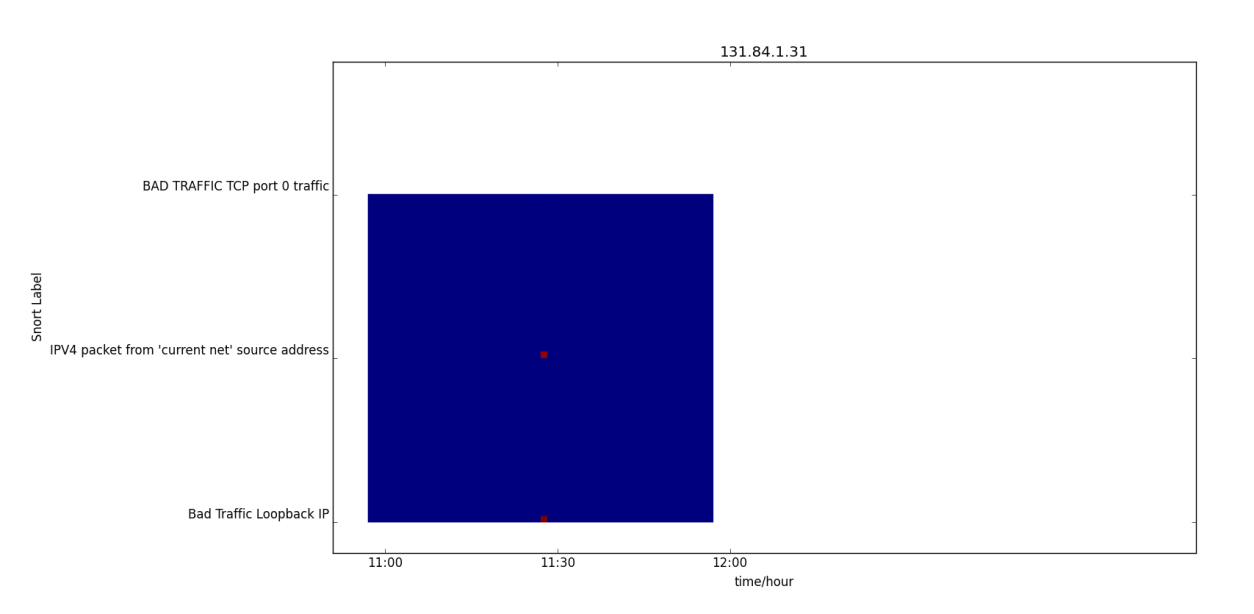 131.84.1.31
BAD TRAFFIC TCP port 0 traffic
Snort Label
IPV4 packet from 'current net' source address
Bad Traffic Loopback IP
11:00 11:30 12:00
time/hour